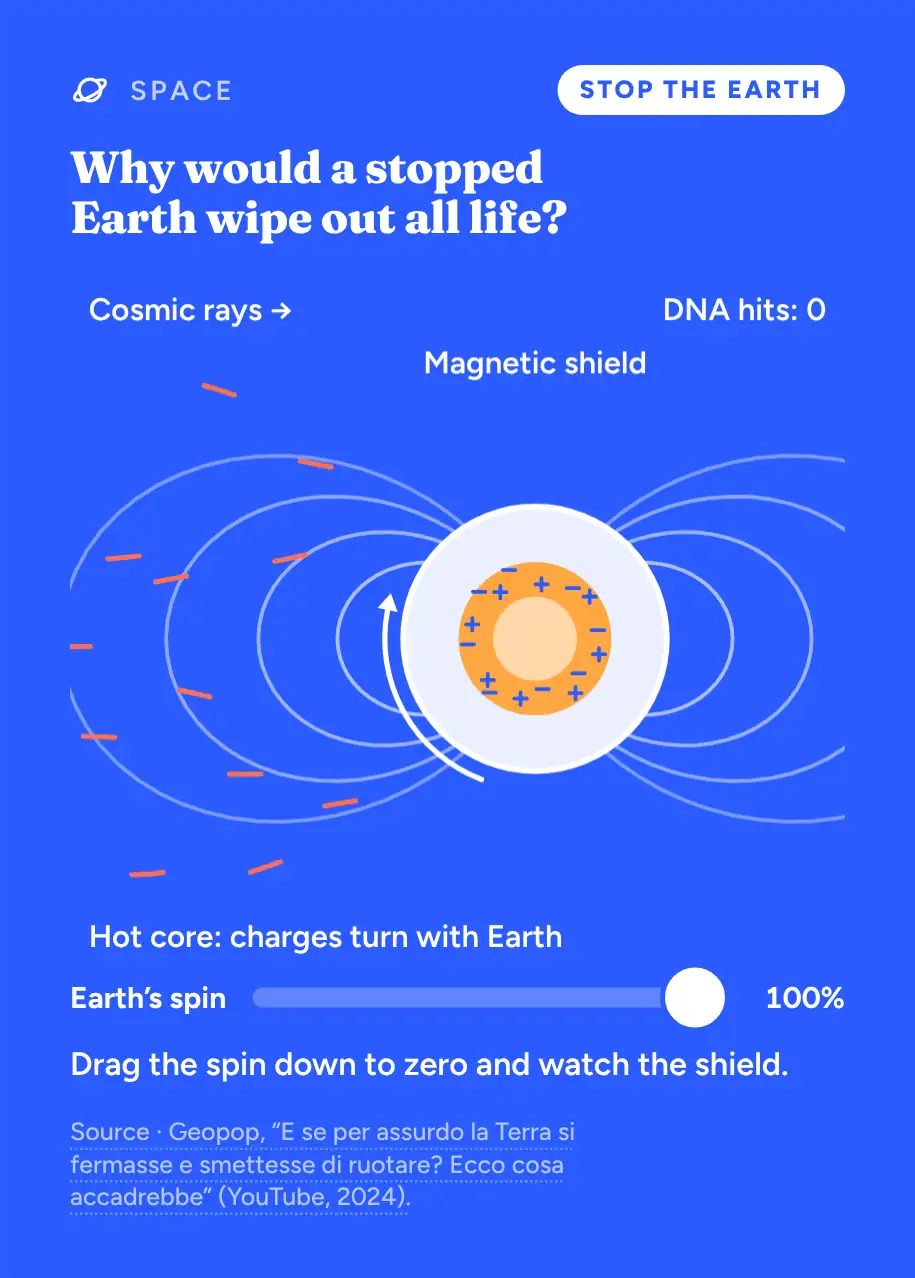 SPACE
STOP THE EARTH
Why would a stopped
Earth wipe out all life?
Cosmic rays →
DNA hits: 0
Magnetic shield
Hot core: charges turn with Earth
Earth’s spin
100%
Drag the spin down to zero and watch the shield.
Source · Geopop, “E se per assurdo la Terra si
fermasse e smettesse di ruotare? Ecco cosa
accadrebbe” (YouTube, 2024).